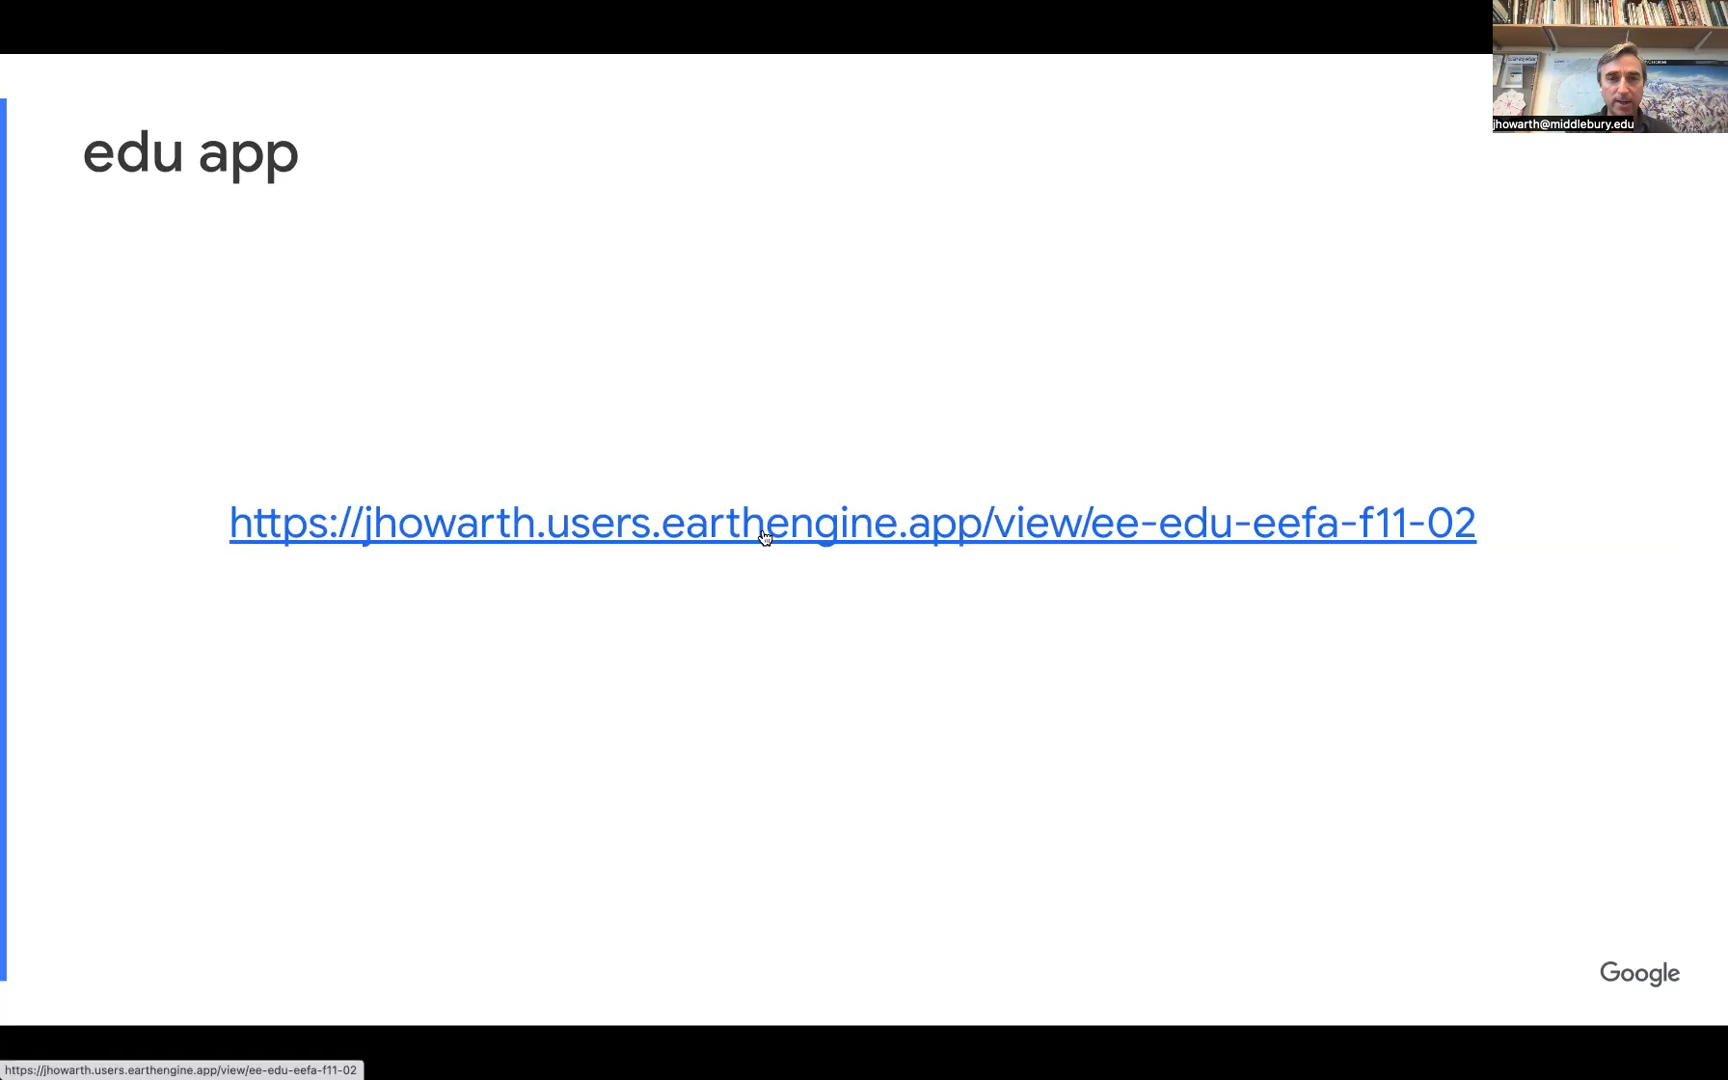 jhowarth@middlebury.edu
edu app
https://jhowarth.users.earthengine.app/view/ee-edu-eefa-f11-02
Google
https://jhowarth.users.earthengine.app/view/ee-edu-eefa-f11-02